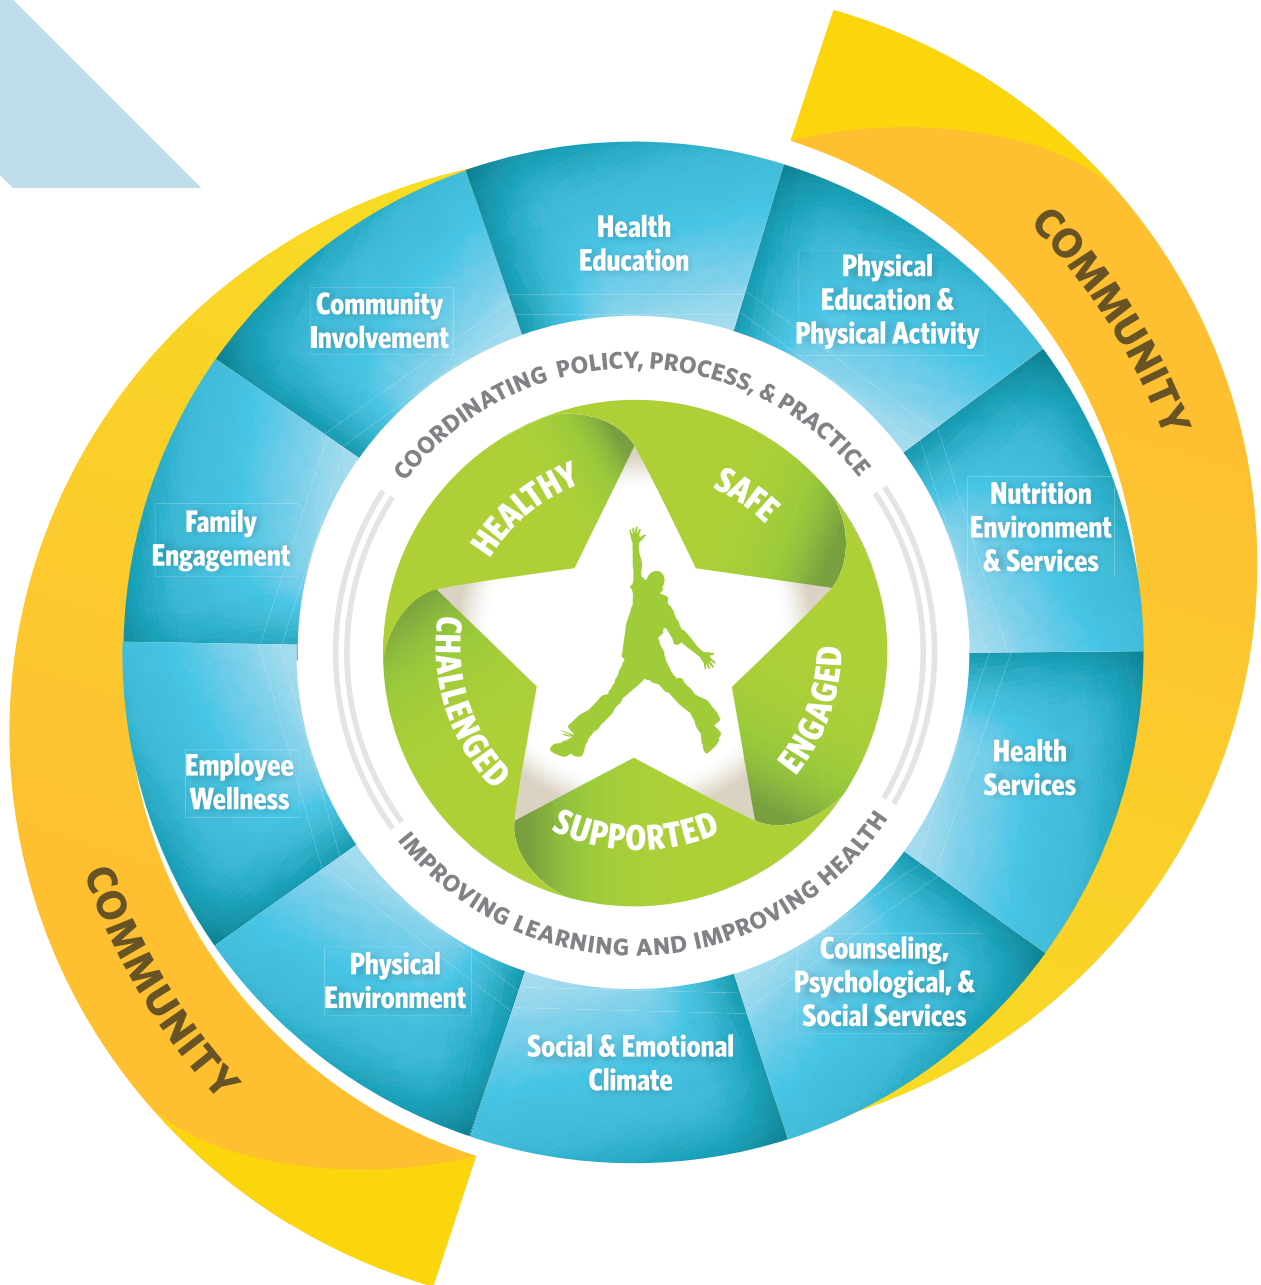 COMMUNITY
Health
Education
Physical
Education &
Physical Activity
Nutrition
Environment
& Services
Health
Services
Counseling,
Psychological, &
Social Services
Social & Emotional
Climate
Physical
Environment
Employee
Wellness
Family
Engagement
Community
Involvement
COORDINATING POLICY, PROCESS, & PRACTICE
IMPROVING LEARNING AND IMPROVING HEALTH
HEALTHY
SAFE
ENGAGED
SUPPORTED
CHALLENGED
COMMUNITY